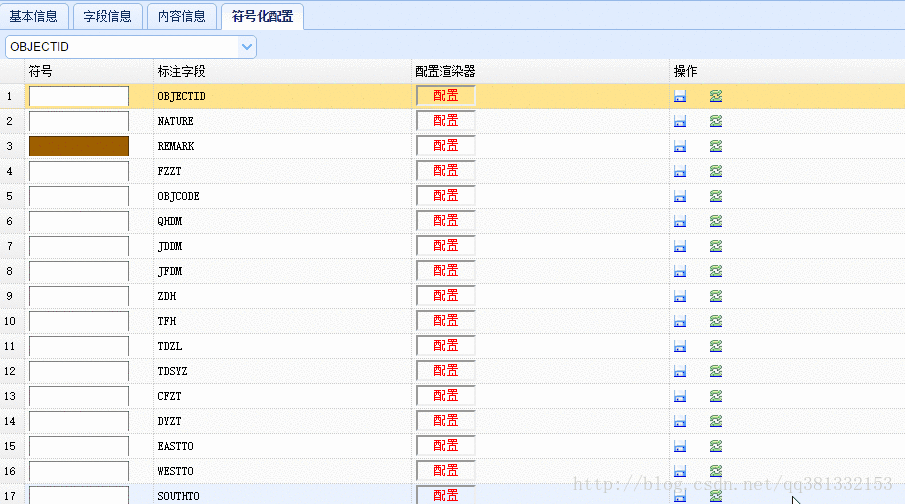 基本信息 字段信息 内容信息 符号化配置
OBJECTID
符号 标注字段 配置渲染器 操作
1 OBJECTID 配置
2 NATURE 配置
3 REMARK 配置
4 FZZT 配置
5 OBJCODE 配置
6 QHDM 配置
7 JDDM 配置
8 JFDM 配置
9 ZDH 配置
10 TFH 配置
11 TDZL 配置
12 TDSYZ 配置
13 CFZT 配置
14 DYZT 配置
15 EASTTO 配置
16 WESTTO 配置
17 SOUTHTO 配置
http://blog.csdn.net/qq381332153